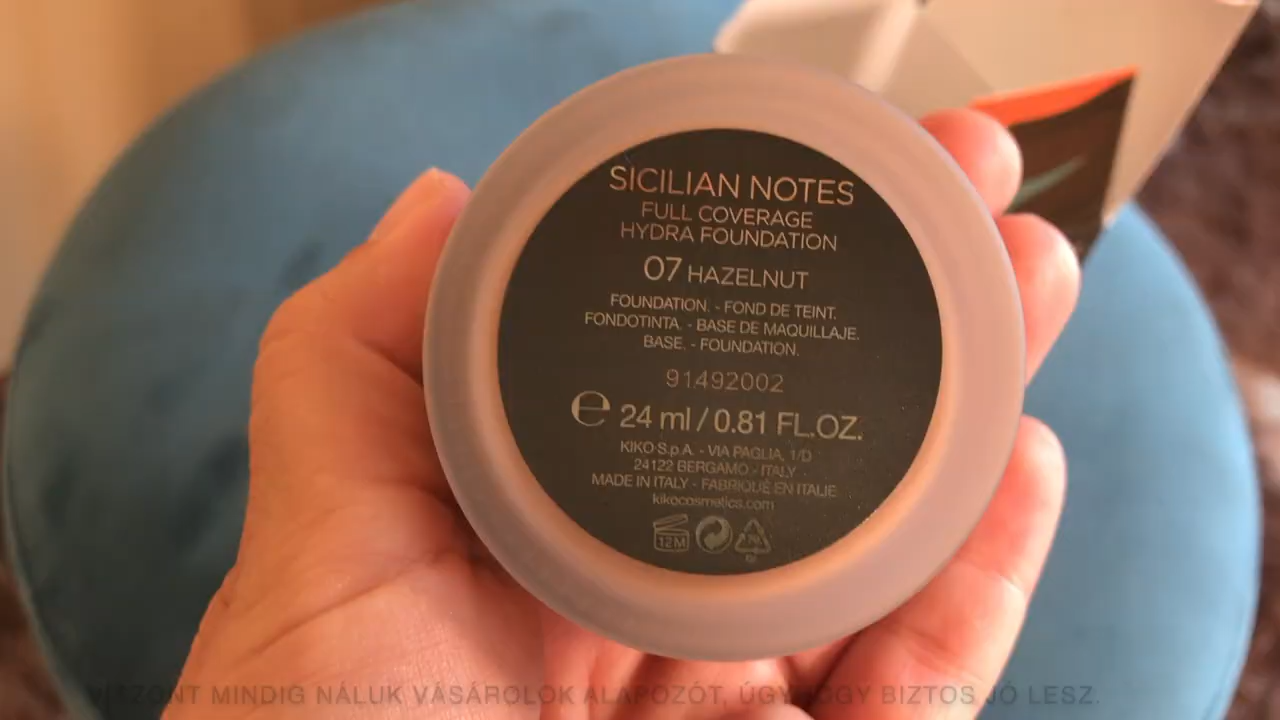 SICILIAN NOTES
FULL COVERAGE
HYDRA FOUNDATION
07 HAZELNUT
FOUNDATION. - FOND DE TEINT.
FONDOTINTA. - BASE DE MAQUILLAJE.
BASE. - FOUNDATION.
91492002
e 24 ml / 0.81 FL.OZ.
KIKO S.p.A. - VIA PAGLIA, 1/D
24122 BERGAMO - ITALY -
MADE IN ITALY - FABRIQUÉ EN ITALIE
kikocosmetics.com
12M
VISZONT MINDIG NÁLUK VÁSÁROLOK ALAPOZÓT, ÚGYHOGY BIZTOS JÓ LESZ.